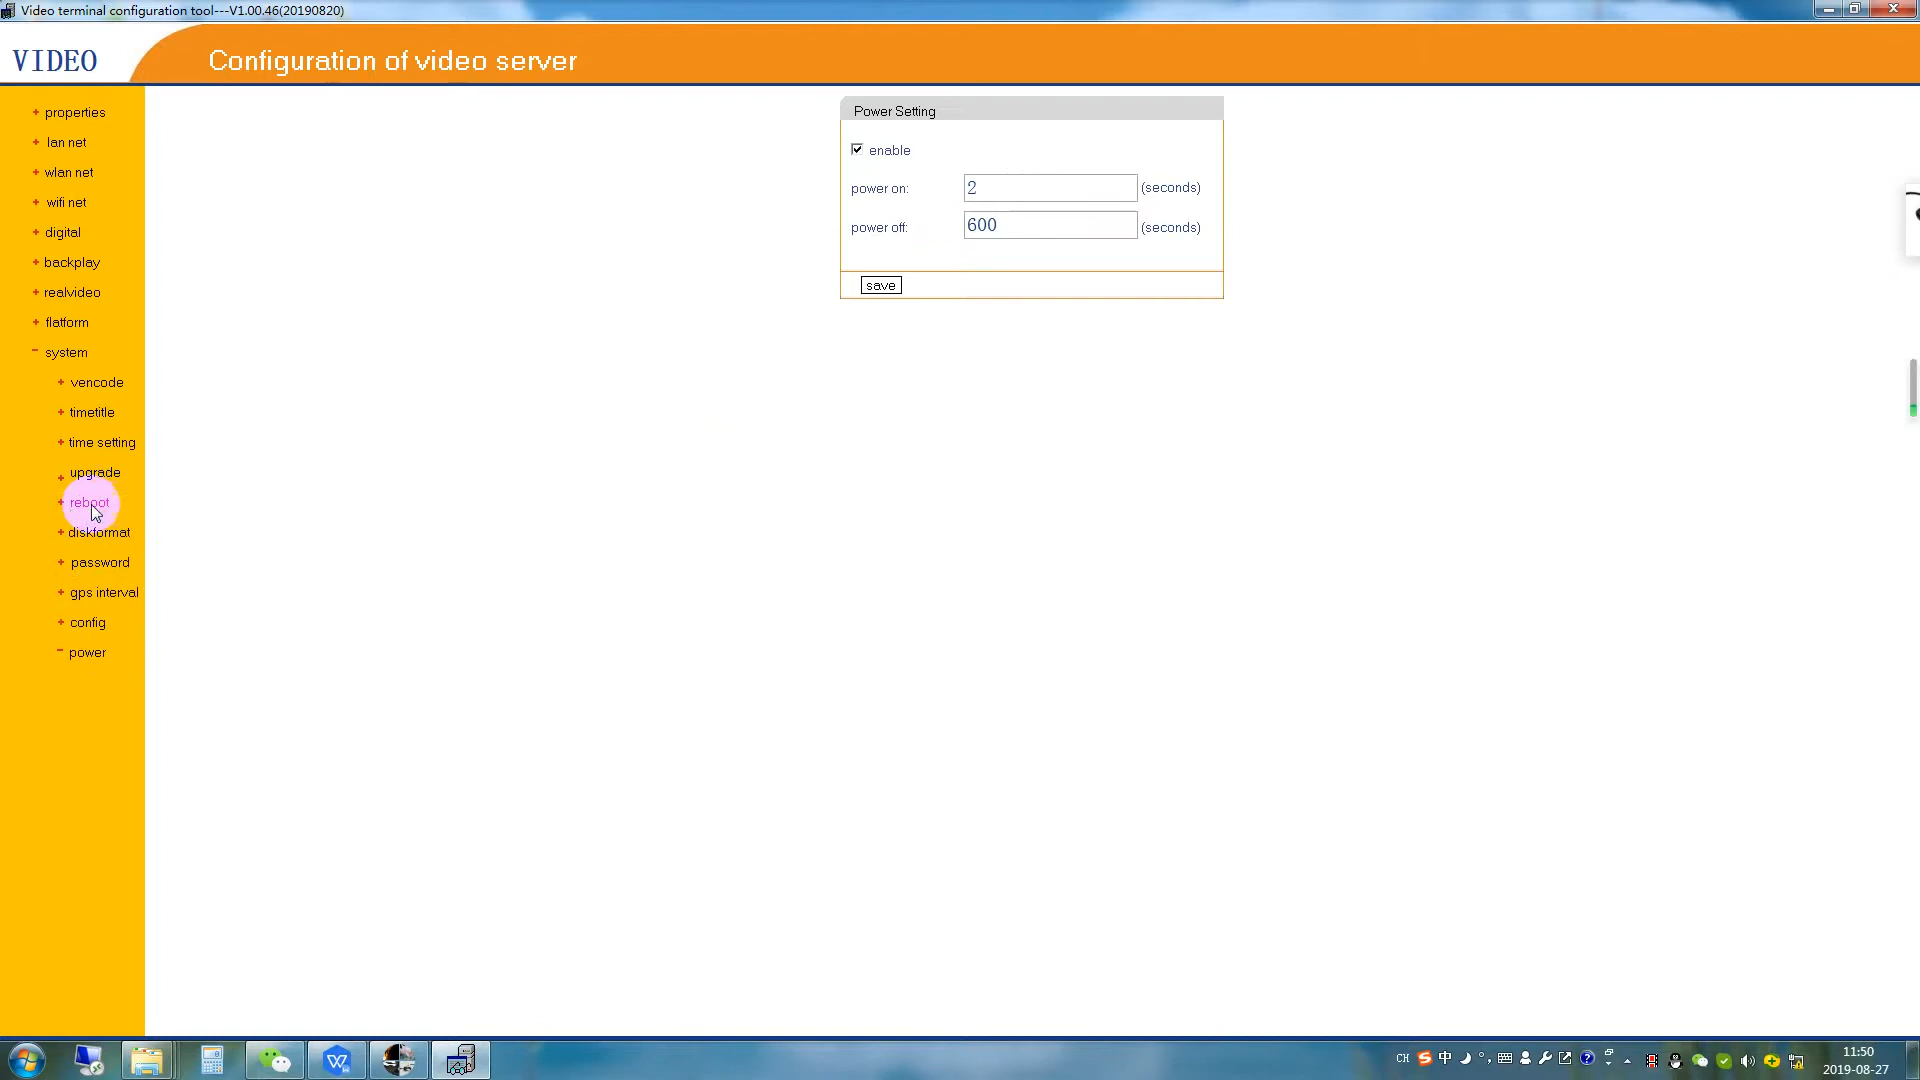 Video terminal configuration tool---V1.00.46(20190820)
VIDEO
Configuration of video server
+ properties
+ lan net
+ wlan net
+ wifi net
+ digital
+ backplay
+ realvideo
+ flatform
- system
+ vencode
+ timetitle
+ time setting
+ upgrade
+ reboot
+ diskformat
+ password
+ gps interval
+ config
- power
Power Setting
enable
power on: 2 (seconds)
power off: 600 (seconds)
save
CH S 中
11:50
2019-08-27